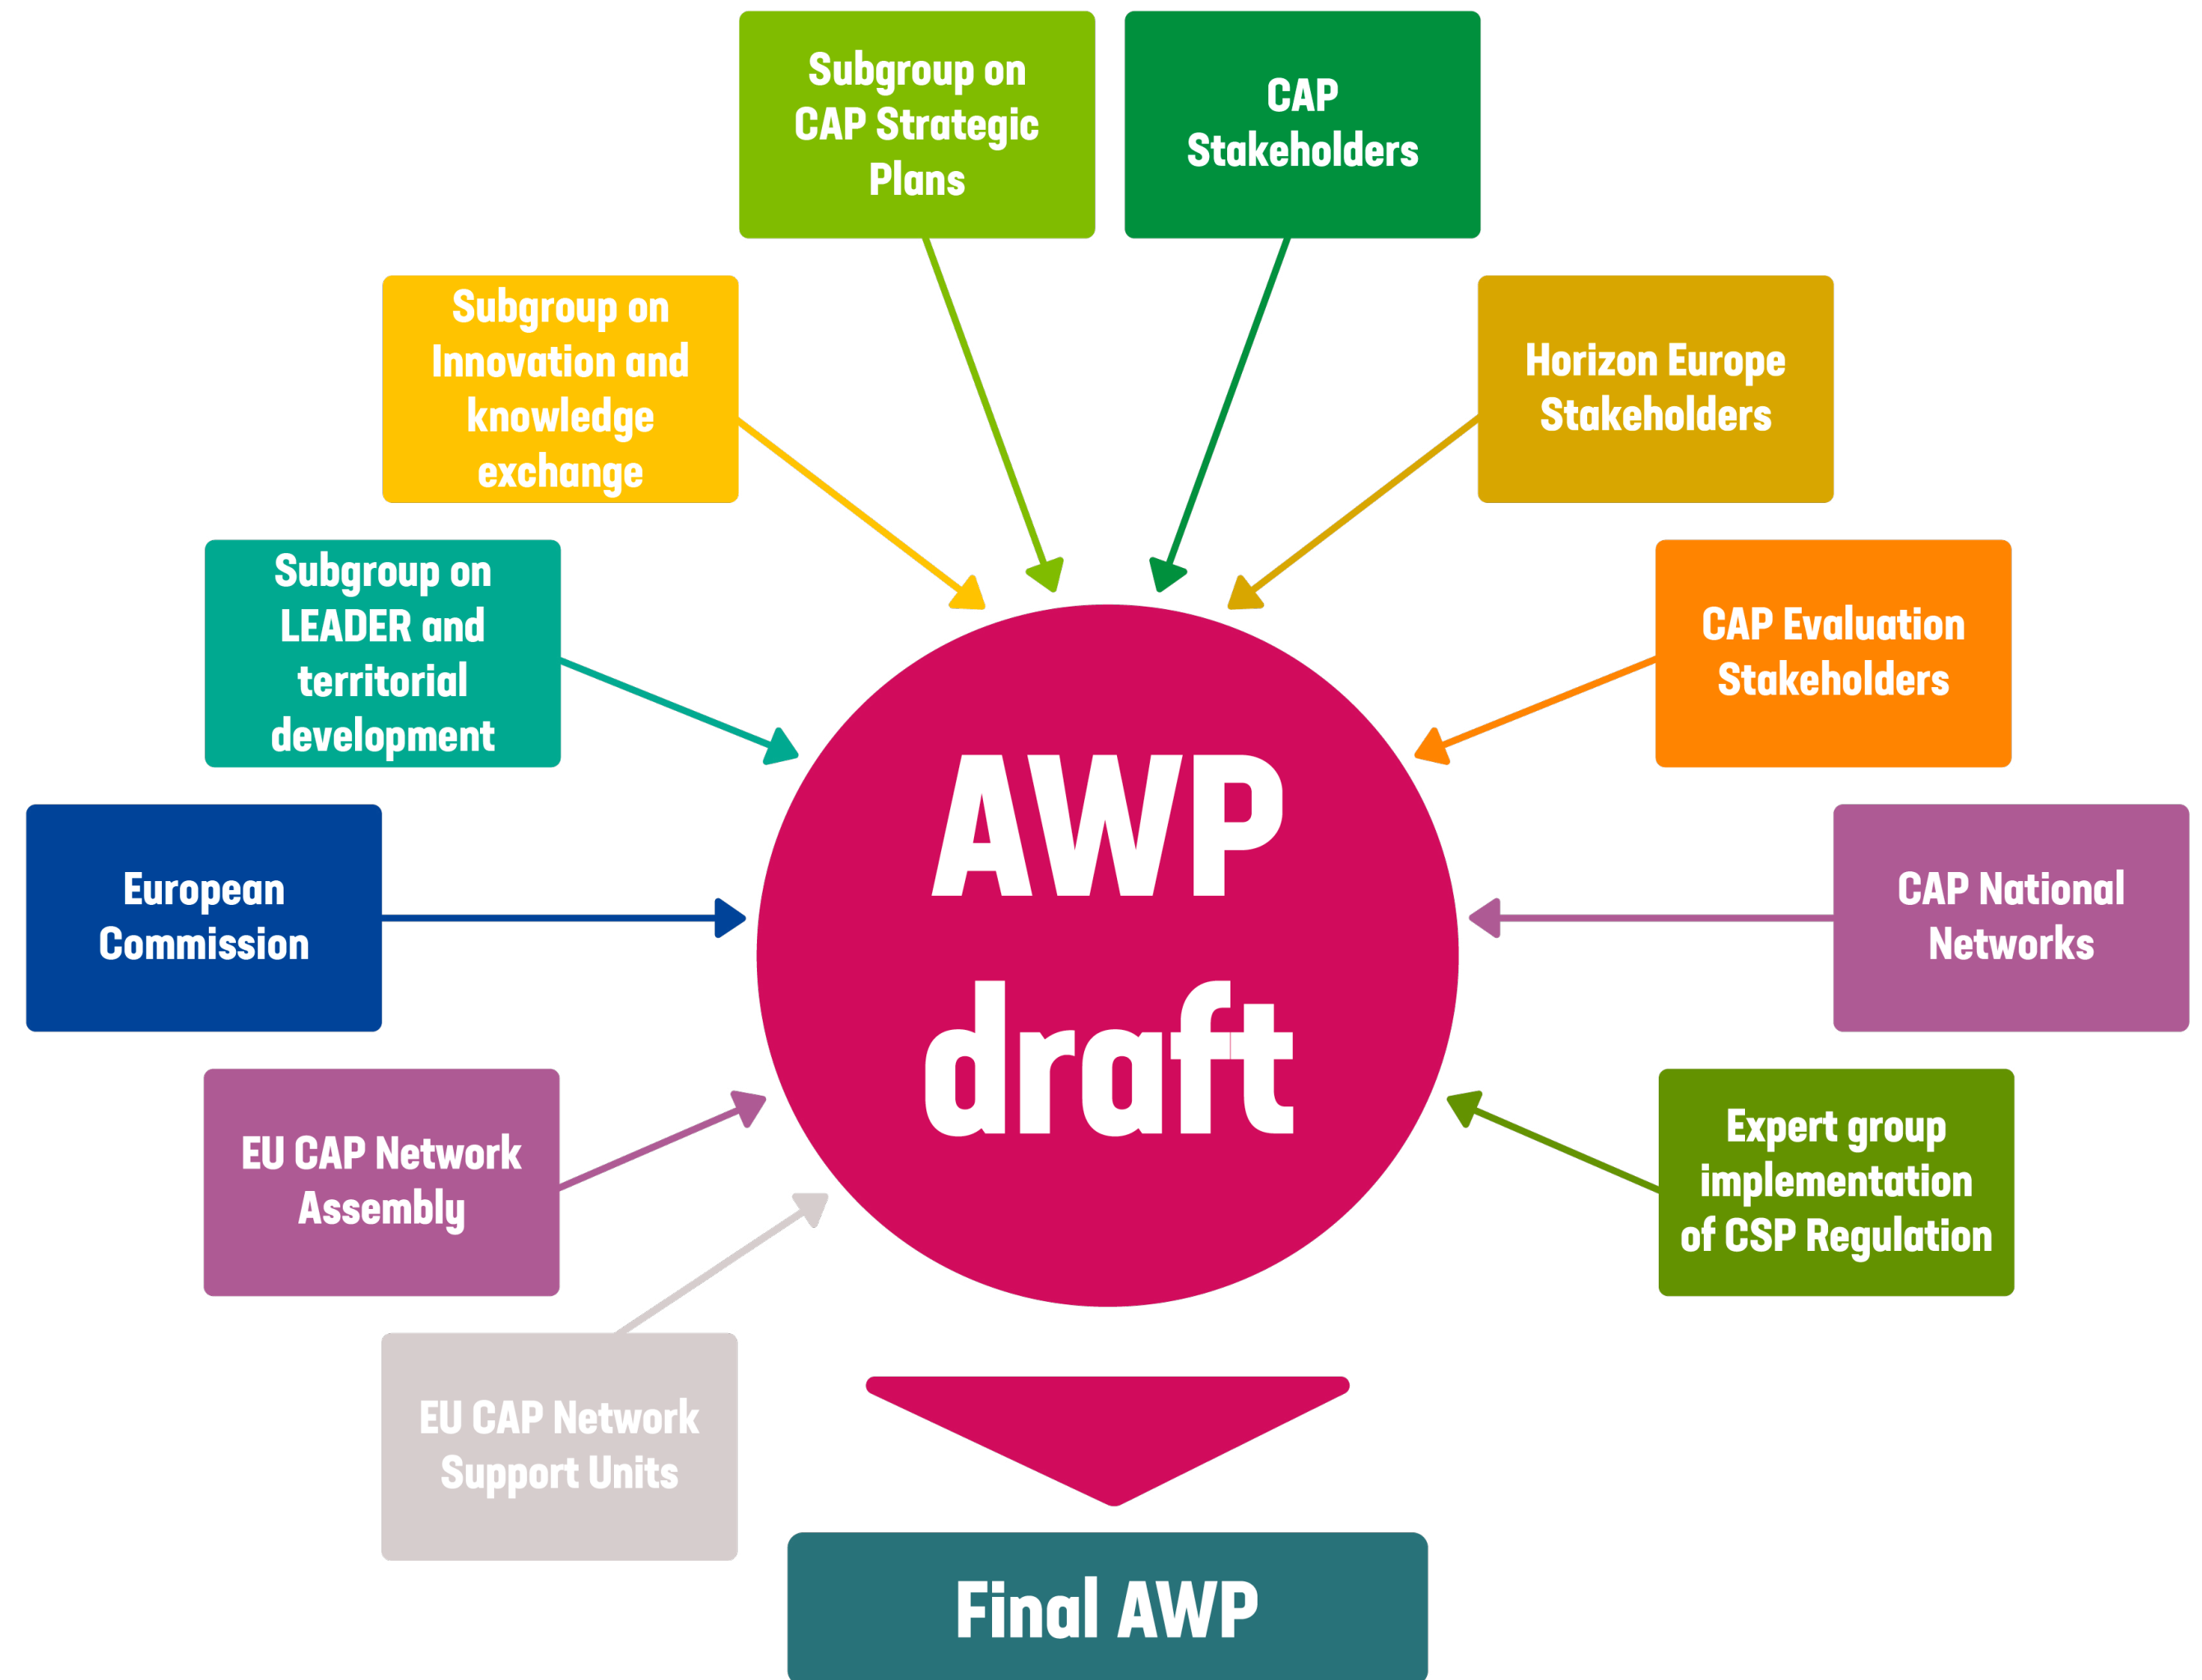 Subgroup on
CAP Strategic
Plans
CAP
Stakeholders
Subgroup on
Innovation and
knowledge
exchange
Horizon Europe
Stakeholders
Subgroup on
LEADER and
territorial
development
CAP Evaluation
Stakeholders
European
Commission
AWP
draft
CAP National
Networks
EU CAP Network
Assembly
Expert group
implementation
of CSP Regulation
EU CAP Network
Support Units
Final AWP